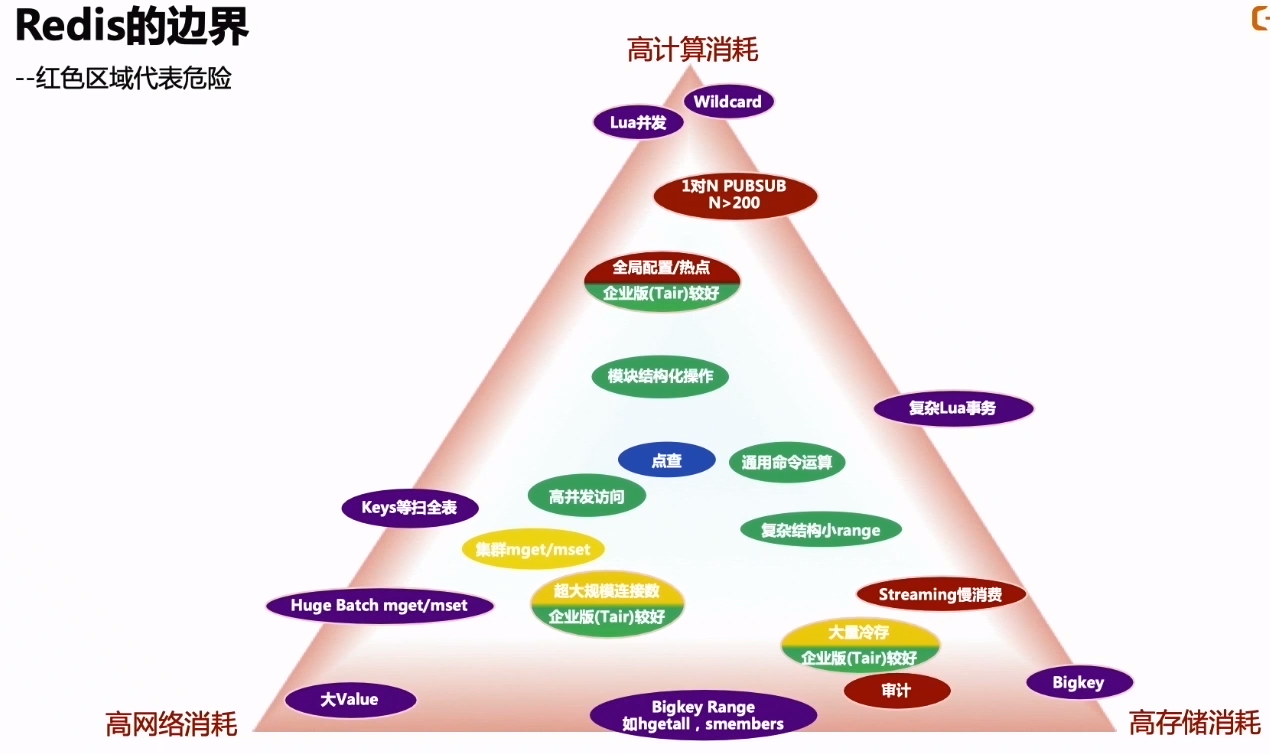 Redis的边界
--红色区域代表危险
高计算消耗
Wildcard
Lua并发
1对N PUBSUB
N>200
全局配置/热点
企业版(Tair)较好
模块结构化操作
复杂Lua事务
点查
通用命令运算
高并发访问
Keys等扫全表
复杂结构小range
集群mget/mset
超大规模连接数
企业版(Tair)较好
Streaming慢消费
Huge Batch mget/mset
大量冷存
企业版(Tair)较好
Bigkey
审计
大Value
Bigkey Range
如hgetall，smembers
高网络消耗
高存储消耗